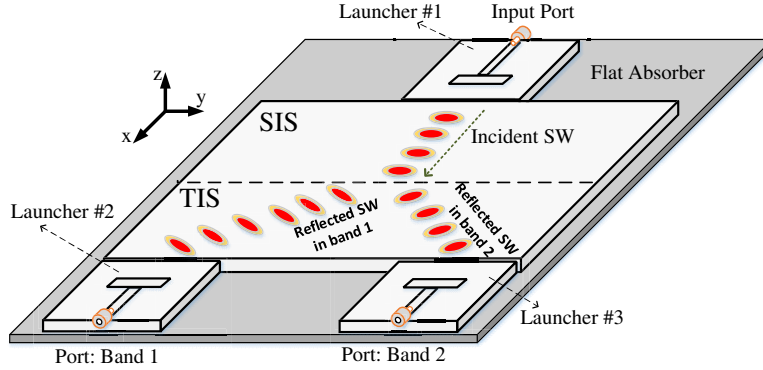 Launcher #1
Input Port
Flat Absorber
z
y
x
SIS
Incident SW
TIS
Launcher #2
Reflected SW
in band 1
Reflected SW
in band 2
Launcher #3
Port: Band 1
Port: Band 2